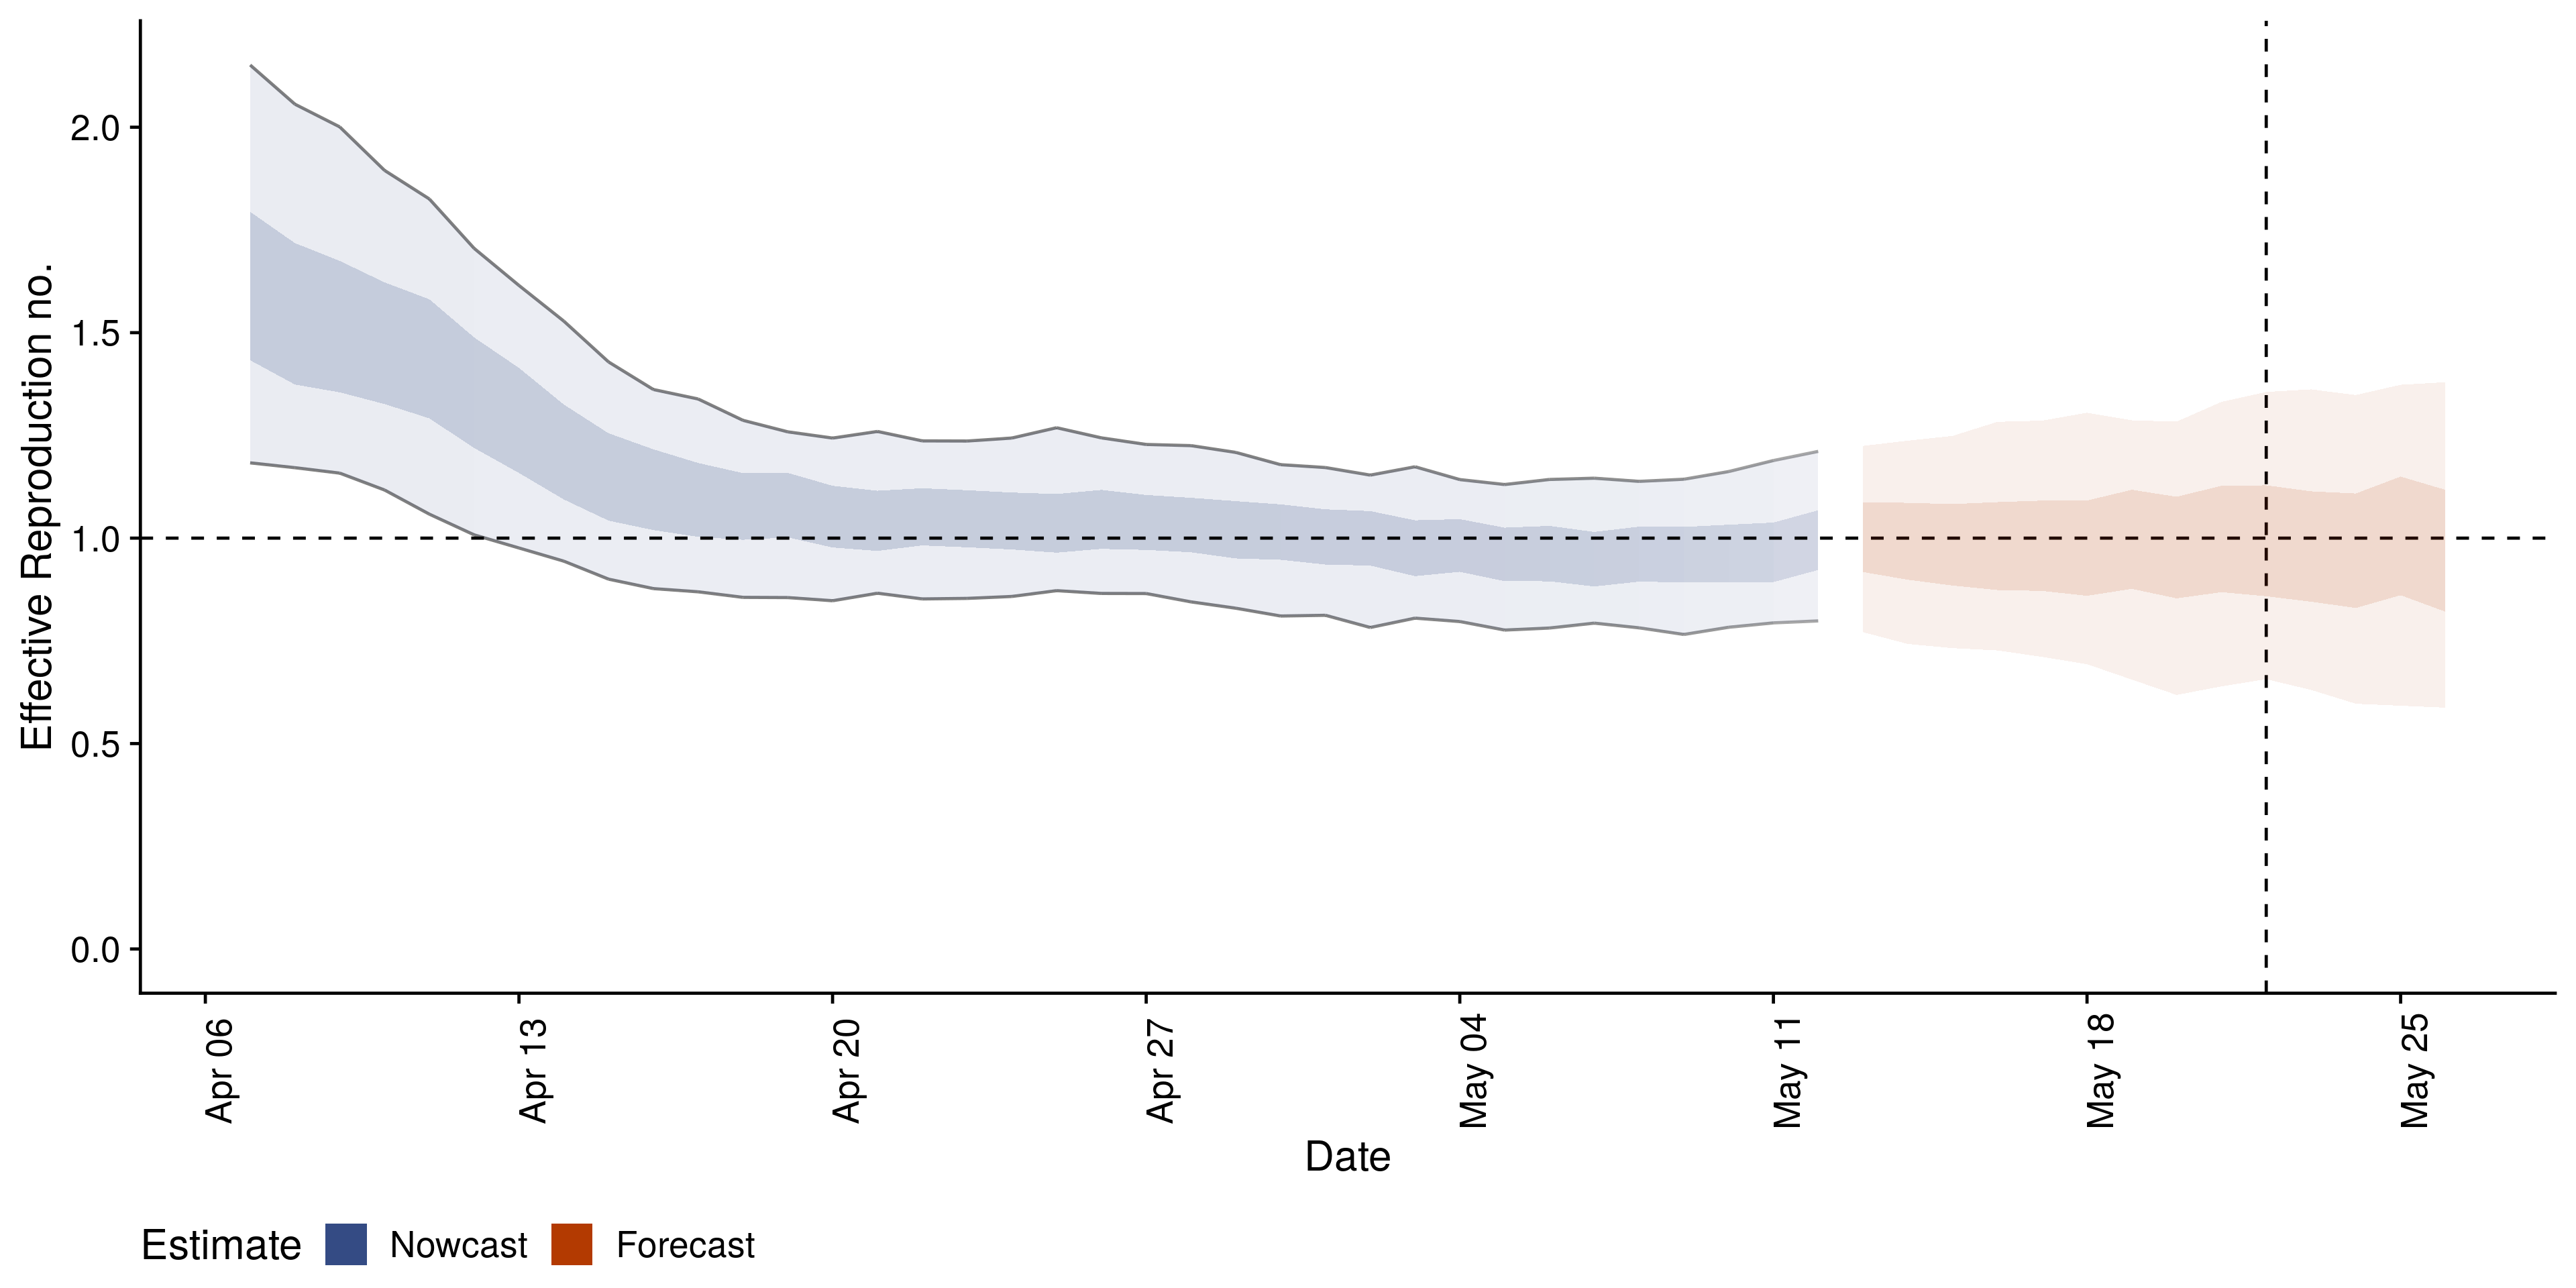 Effective Reproduction no.
2.0
1.5
1.0
0.5
0.0
Apr 06
Apr 13
Apr 20
Apr 27
May 04
May 11
May 18
May 25
Date
Estimate Nowcast Forecast